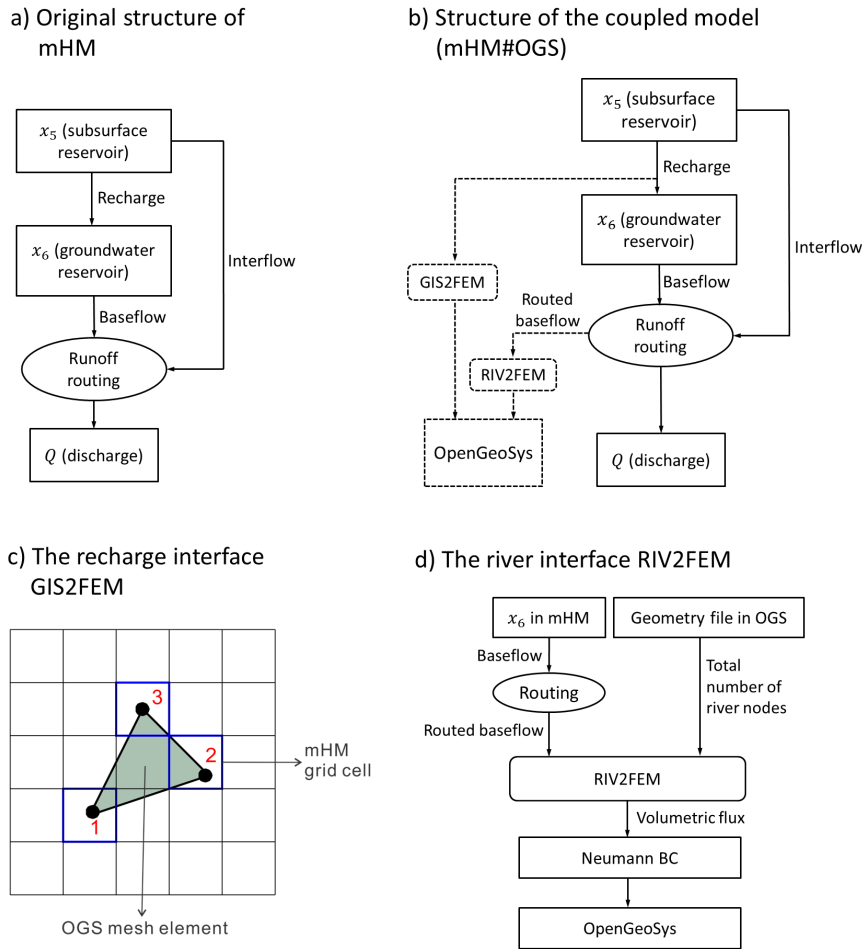 a) Original structure of
mHM
x₅ (subsurface
reservoir)
Recharge
x₆ (groundwater
reservoir)
Interflow
Baseflow
Runoff
routing
Q (discharge)
b) Structure of the coupled model
(mHM#OGS)
x₅ (subsurface
reservoir)
Recharge
x₆ (groundwater
reservoir)
Interflow
GIS2FEM
Baseflow
Routed
baseflow
Runoff
routing
RIV2FEM
OpenGeoSys
Q (discharge)
c) The recharge interface
GIS2FEM
3
2
1
mHM
grid cell
OGS mesh element
d) The river interface RIV2FEM
x₆ in mHM
Geometry file in OGS
Baseflow
Total
number of
river nodes
Routing
Routed baseflow
RIV2FEM
Volumetric flux
Neumann BC
OpenGeoSys